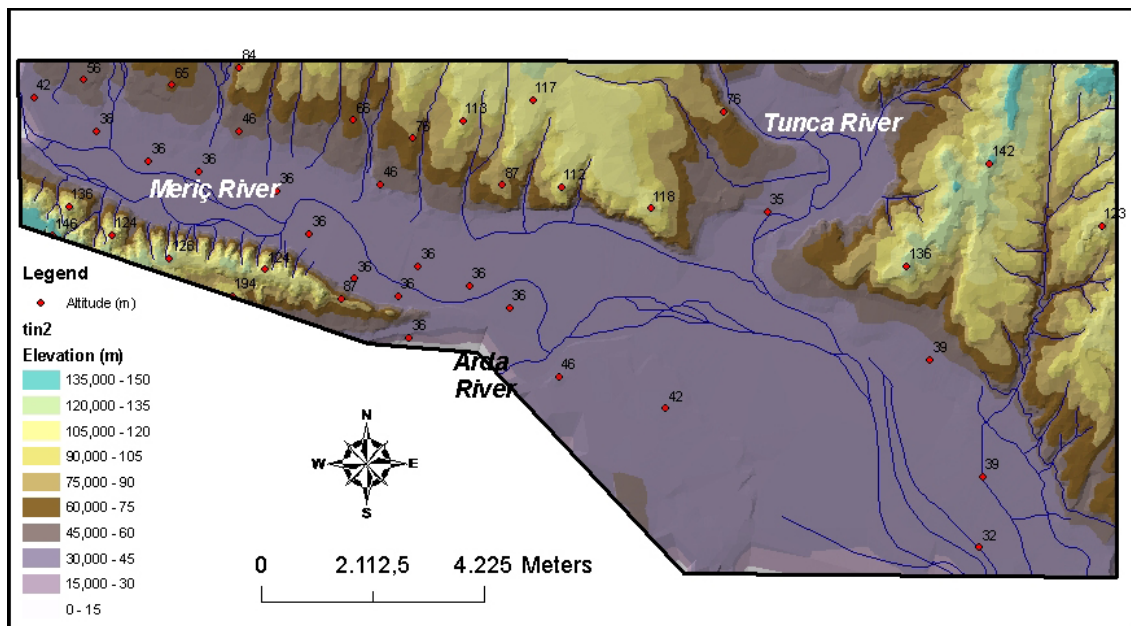 84
56
65
42
117
66
113
76
38
46
76
Tunca River
36
36
142
Meriç River
36
46
87
112
136
118
35
123
146
124
36
126
124
36
36
136
36
194
87
36
36
36
39
Arda
River
46
42
39
32
Legend
Altitude (m)
tin2
Elevation (m)
135,000 - 150
120,000 - 135
105,000 - 120
90,000 - 105
75,000 - 90
60,000 - 75
45,000 - 60
30,000 - 45
15,000 - 30
0 - 15
N
W E
S
0 2.112,5 4.225 Meters